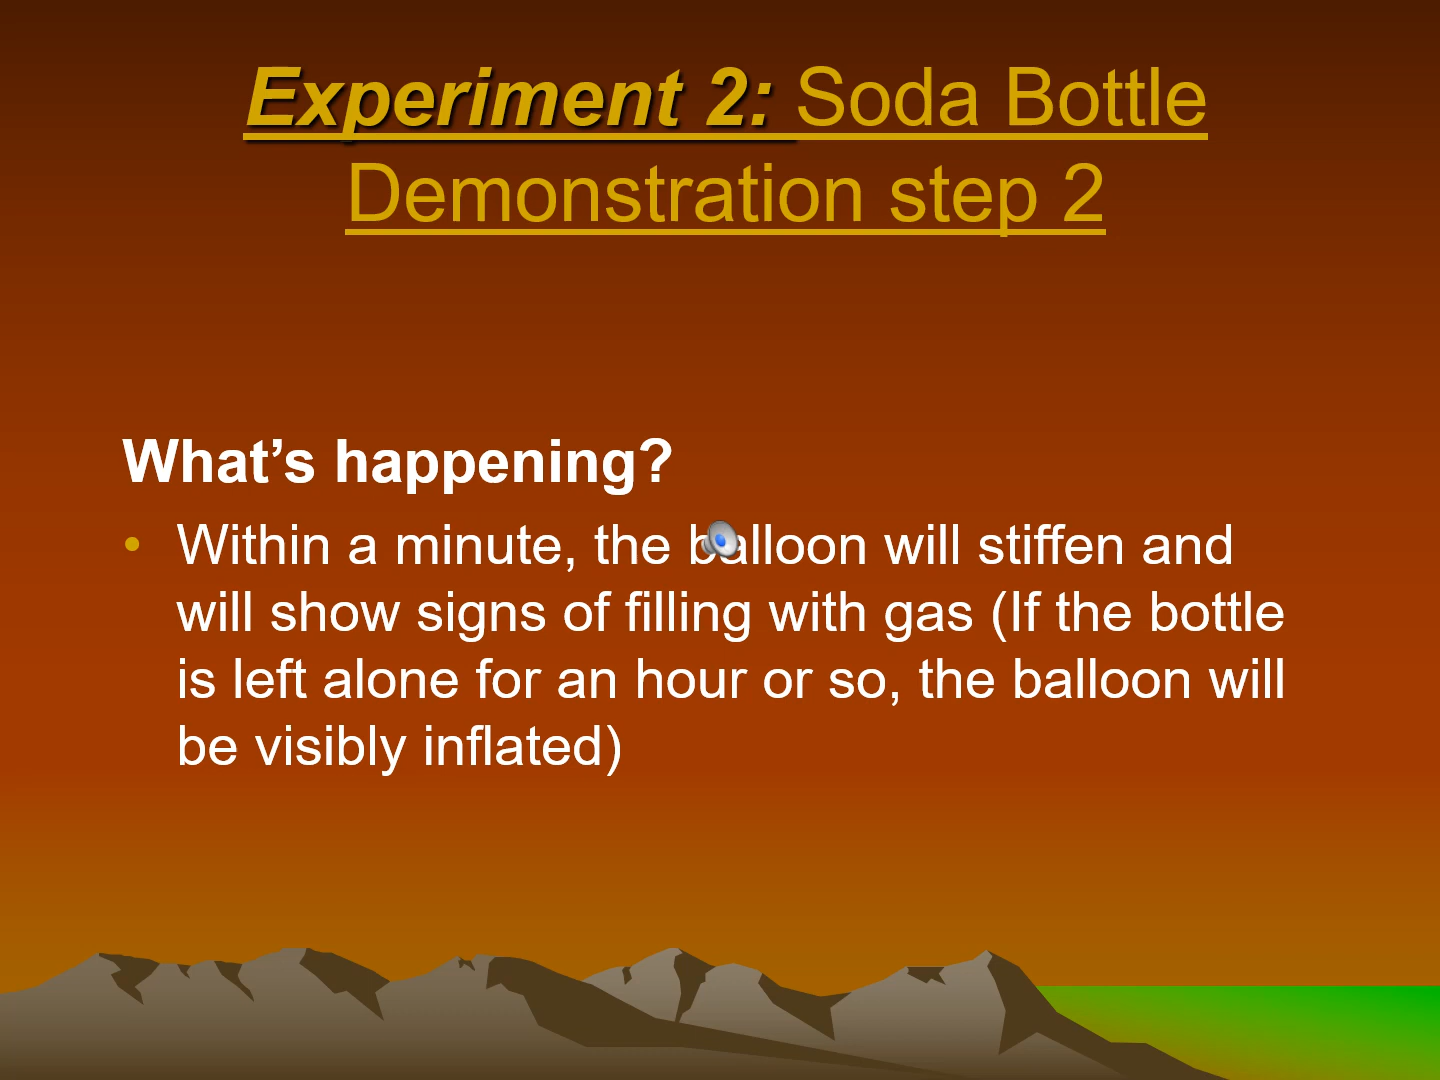 Experiment 2: Soda Bottle
Demonstration step 2
What’s happening?
• Within a minute, the balloon will stiffen and
will show signs of filling with gas (If the bottle
is left alone for an hour or so, the balloon will
be visibly inflated)